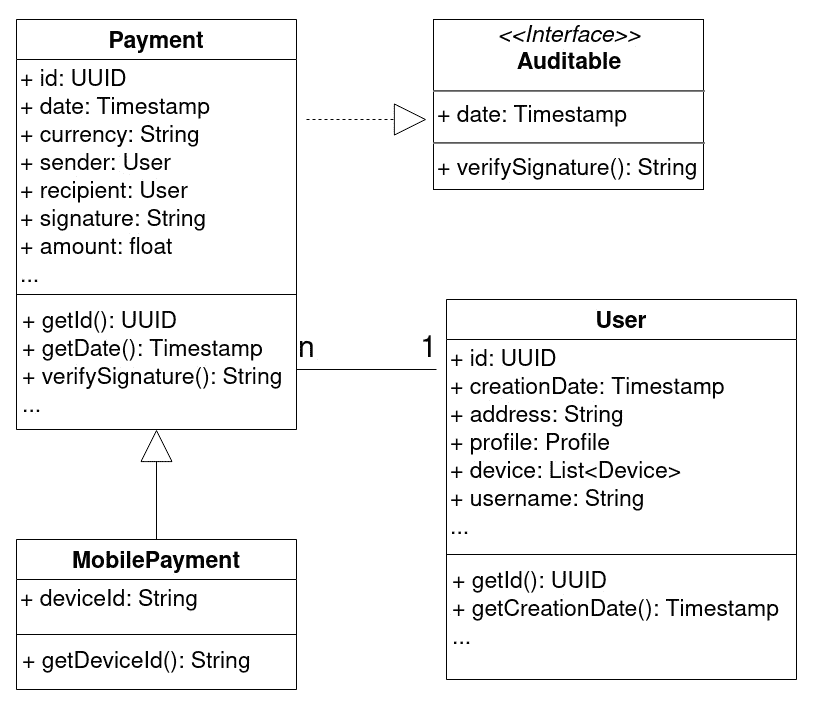 Payment
+ id: UUID
+ date: Timestamp
+ currency: String
+ sender: User
+ recipient: User
+ signature: String
+ amount: float
...
+ getId(): UUID
+ getDate(): Timestamp
+ verifySignature(): String
...
<<Interface>>
Auditable
+ date: Timestamp
+ verifySignature(): String
n
1
User
+ id: UUID
+ creationDate: Timestamp
+ address: String
+ profile: Profile
+ device: List<Device>
+ username: String
...
+ getId(): UUID
+ getCreationDate(): Timestamp
...
MobilePayment
+ deviceId: String
+ getDeviceId(): String